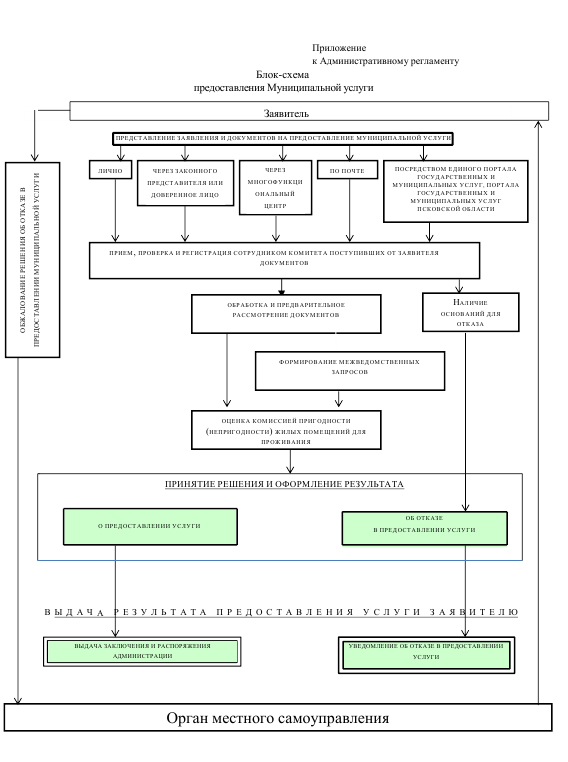 Приложение
к Административному регламенту
Блок-схема
предоставления Муниципальной услуги
Заявитель
ПРЕДСТАВЛЕНИЕ ЗАЯВЛЕНИЯ И ДОКУМЕНТОВ НА ПРЕДОСТАВЛЕНИЕ МУНИЦИПАЛЬНОЙ УСЛУГИ
ЛИЧНО
ЧЕРЕЗ ЗАКОННОГО
ПРЕДСТАВИТЕЛЯ ИЛИ
ДОВЕРЕННОЕ ЛИЦО
ЧЕРЕЗ
МНОГОФУНКЦИ
ОНАЛЬНЫЙ
ЦЕНТР
ПО ПОЧТЕ
ПОСРЕДСТВОМ ЕДИНОГО ПОРТАЛА
ГОСУДАРСТВЕННЫХ И
МУНИЦИПАЛЬНЫХ УСЛУГ, ПОРТАЛА
ГОСУДАРСТВЕННЫХ И
МУНИЦИПАЛЬНЫХ УСЛУГ
ПСКОВСКОЙ ОБЛАСТИ
ОБЖАЛОВАНИЕ РЕШЕНИЯ ОБ ОТКАЗЕ В
ПРЕДОСТАВЛЕНИИ МУНИЦИПАЛЬНОЙ УСЛУГИ
ПРИЕМ, ПРОВЕРКА И РЕГИСТРАЦИЯ СОТРУДНИКОМ КОМИТЕТА ПОСТУПИВШИХ ОТ ЗАЯВИТЕЛЯ
ДОКУМЕНТОВ
ОБРАБОТКА И ПРЕДВАРИТЕЛЬНОЕ
РАССМОТРЕНИЕ ДОКУМЕНТОВ
НАЛИЧИЕ
ОСНОВАНИЙ ДЛЯ
ОТКАЗА
ФОРМИРОВАНИЕ МЕЖВЕДОМСТВЕННЫХ
ЗАПРОСОВ
ОЦЕНКА КОМИССИЕЙ ПРИГОДНОСТИ
(НЕПРИГОДНОСТИ) ЖИЛЫХ ПОМЕЩЕНИЙ ДЛЯ
ПРОЖИВАНИЯ
ПРИНЯТИЕ РЕШЕНИЯ И ОФОРМЛЕНИЕ РЕЗУЛЬТАТА
О ПРЕДОСТАВЛЕНИИ УСЛУГИ
ОБ ОТКАЗЕ
В ПРЕДОСТАВЛЕНИИ УСЛУГИ
ВЫДАЧА РЕЗУЛЬТАТА ПРЕДОСТАВЛЕНИЯ УСЛУГИ ЗАЯВИТЕЛЮ
ВЫДАЧА ЗАКЛЮЧЕНИЯ И РАСПОРЯЖЕНИЯ
АДМИНИСТРАЦИИ
УВЕДОМЛЕНИЕ ОБ ОТКАЗЕ В ПРЕДОСТАВЛЕНИИ
УСЛУГИ
Орган местного самоуправления